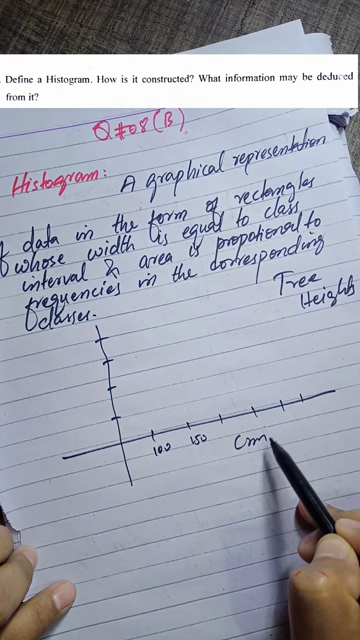 Define a Histogram. How is it constructed? What information may be deduced
from it?
Q.#08(B)
Histogram: A graphical representation
of data in the form of rectangles
whose width is equal to class
interval & area is propotional to
frequencies in the corresponding
classes.
Tree
Heights
100 150 Cm